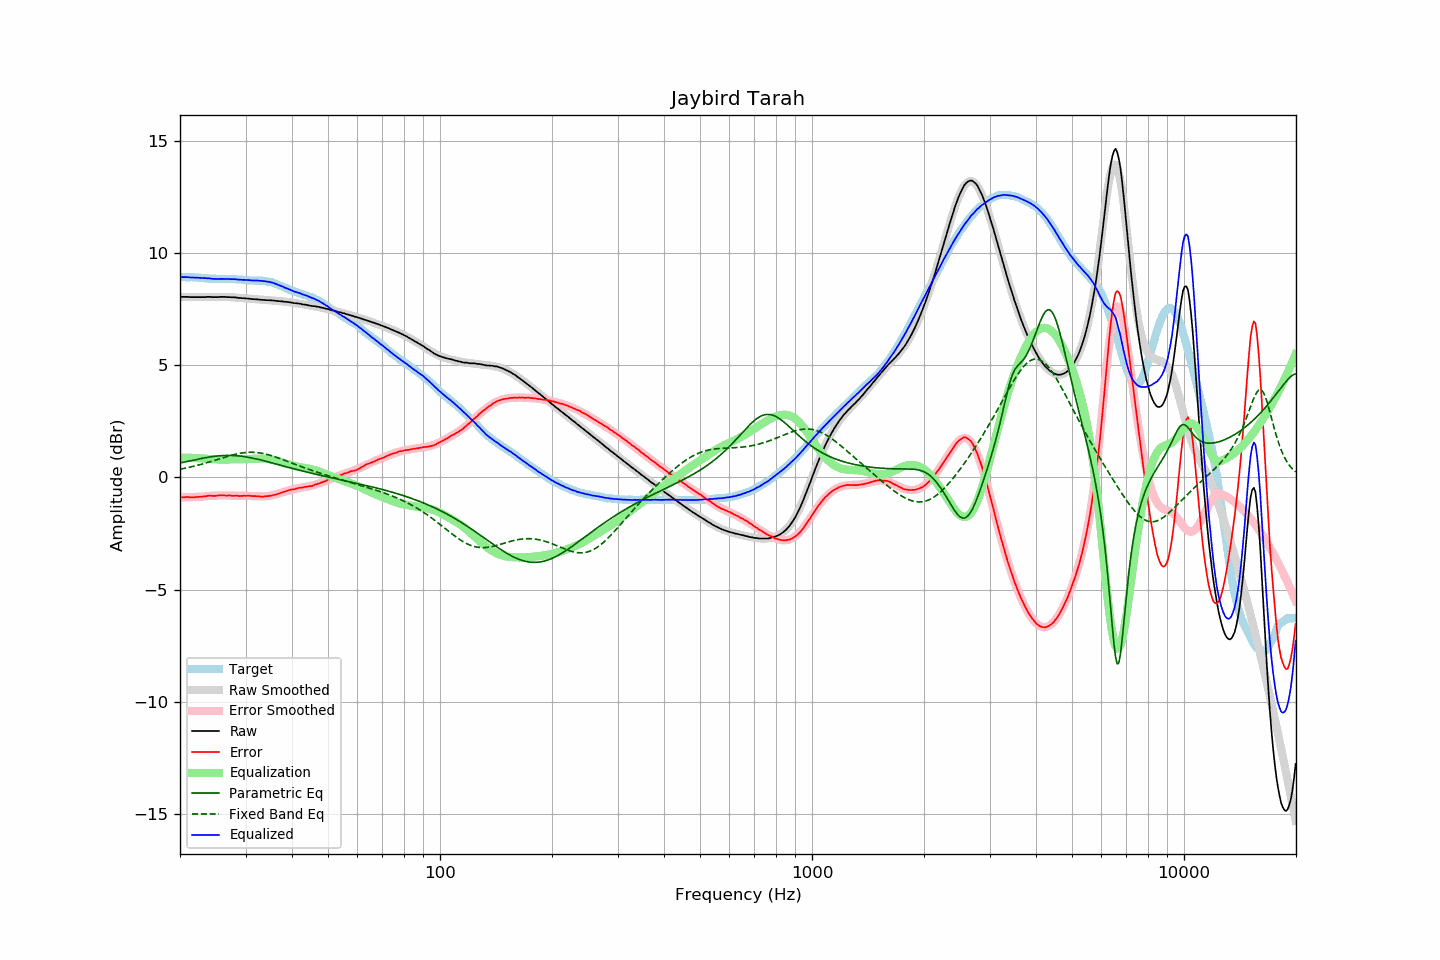 Jaybird Tarah
Amplitude (dBr)
15
10
5
0
−5
−10
−15
Target
Raw Smoothed
Error Smoothed
Raw
Error
Equalization
Parametric Eq
Fixed Band Eq
Equalized
100 1000 10000
Frequency (Hz)